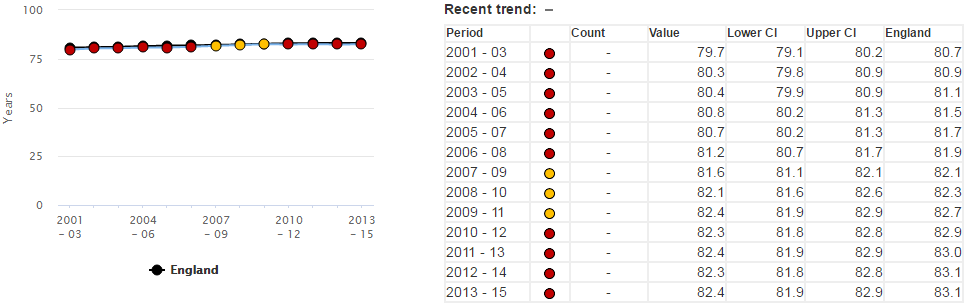 100
75
50
25
0
Years
2001 - 03
2004 - 06
2007 - 09
2010 - 12
2013 - 15
England
Recent trend: –
Period Count Value Lower CI Upper CI England
2001 - 03 - 79.7 79.1 80.2 80.7
2002 - 04 - 80.3 79.8 80.9 80.9
2003 - 05 - 80.4 79.9 80.9 81.1
2004 - 06 - 80.8 80.2 81.3 81.5
2005 - 07 - 80.7 80.2 81.3 81.7
2006 - 08 - 81.2 80.7 81.7 81.9
2007 - 09 - 81.6 81.1 82.1 82.1
2008 - 10 - 82.1 81.6 82.6 82.3
2009 - 11 - 82.4 81.9 82.9 82.7
2010 - 12 - 82.3 81.8 82.8 82.9
2011 - 13 - 82.4 81.9 82.9 83.0
2012 - 14 - 82.3 81.8 82.8 83.1
2013 - 15 - 82.4 81.9 82.9 83.1